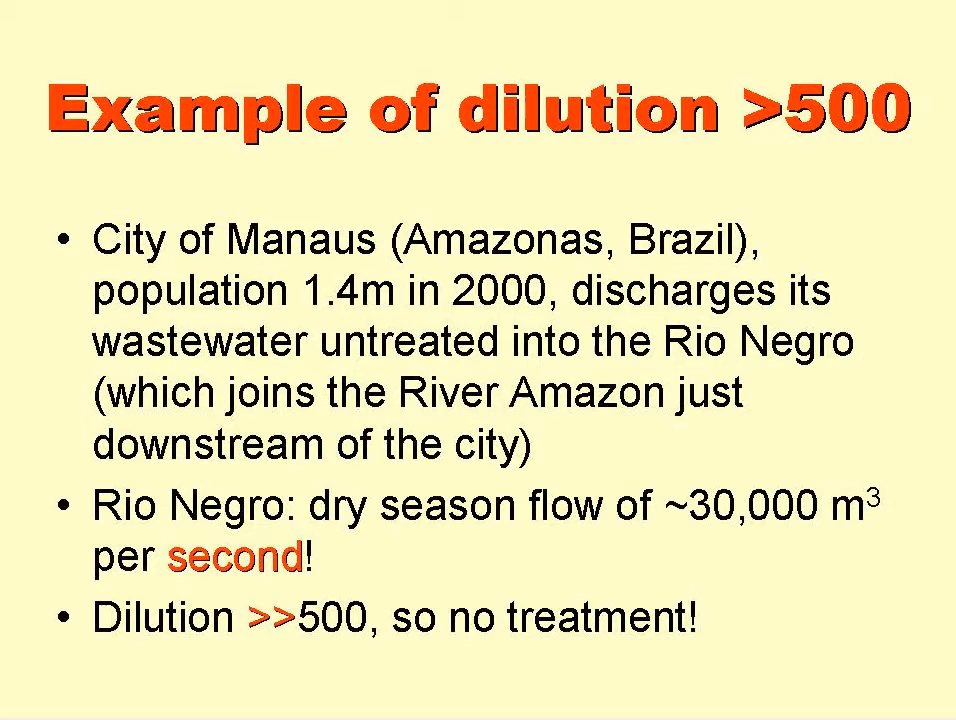 Example of dilution >500
• City of Manaus (Amazonas, Brazil),
population 1.4m in 2000, discharges its
wastewater untreated into the Rio Negro
(which joins the River Amazon just
downstream of the city)
• Rio Negro: dry season flow of ~30,000 m³
per second!
• Dilution >>500, so no treatment!